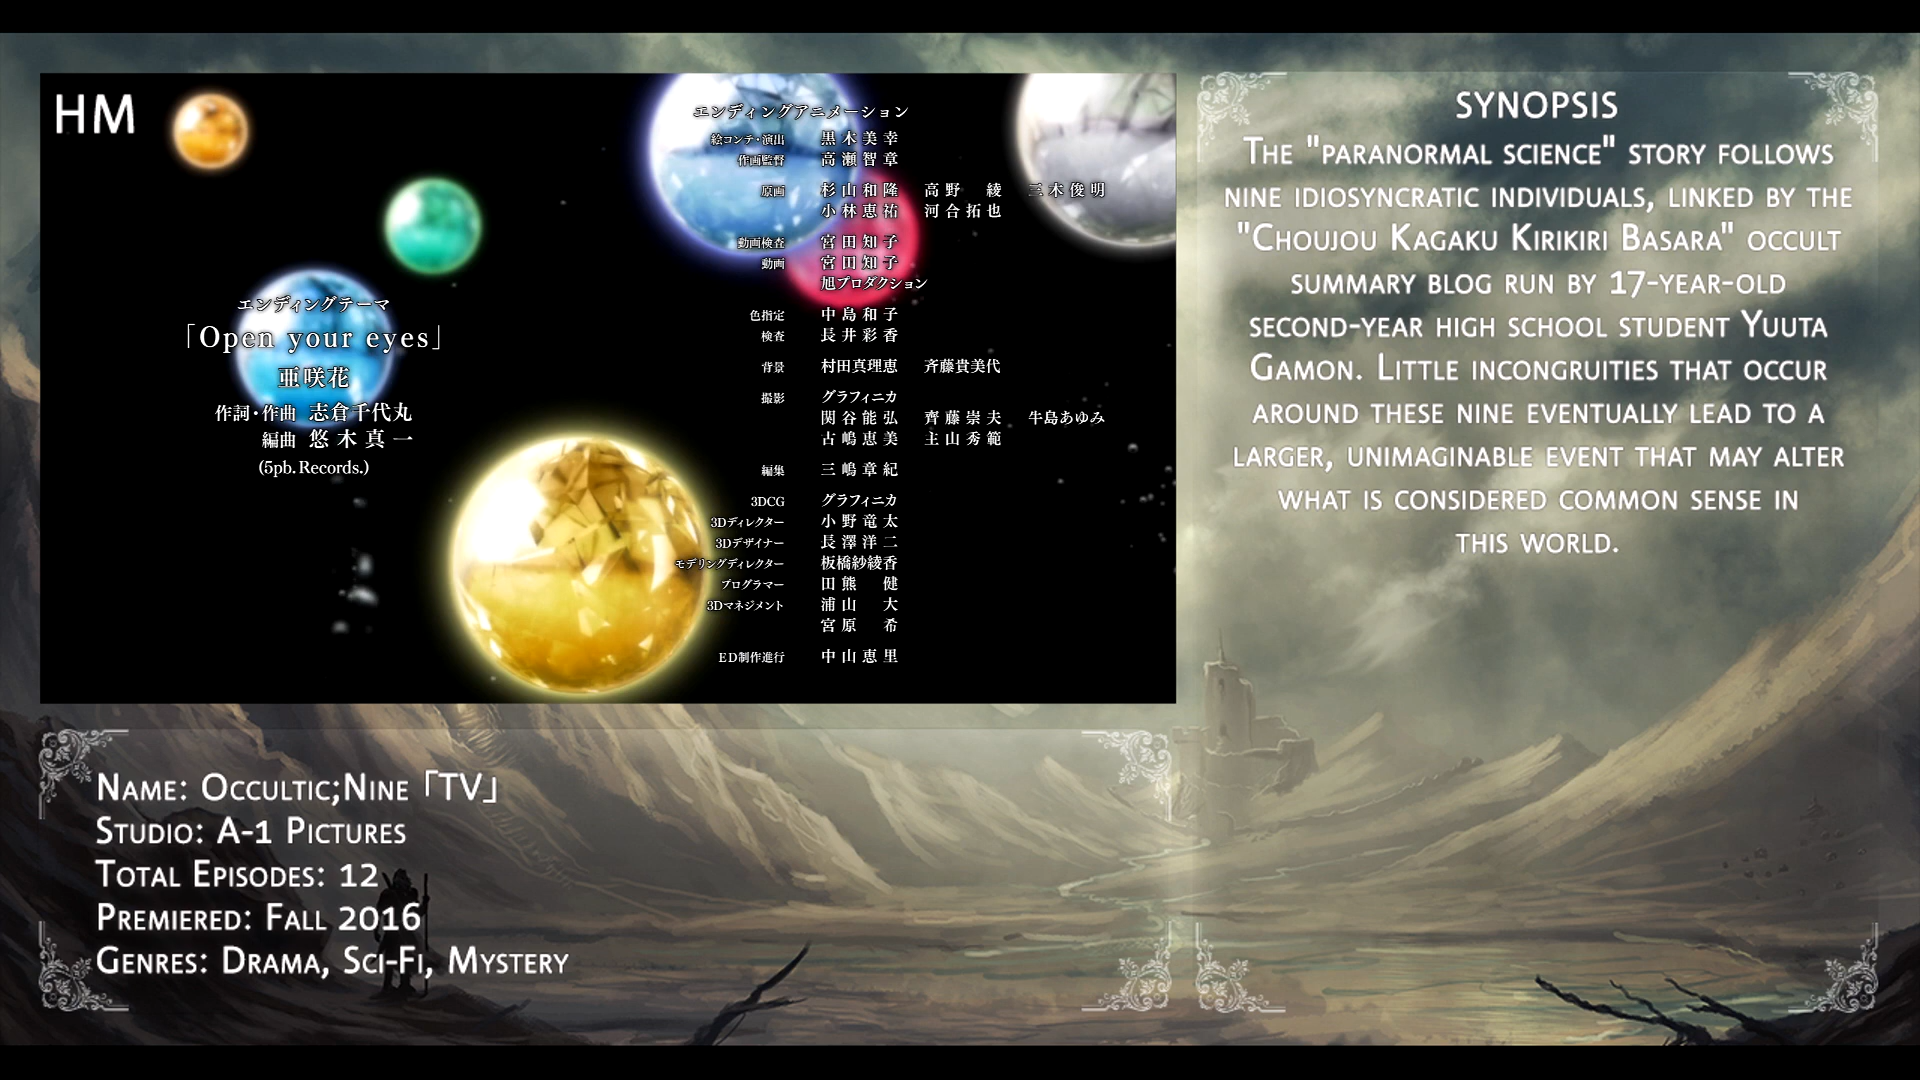 HM
エンディングテーマ
「Open your eyes」
亜咲花
作詞・作曲 志倉千代丸
編曲 悠木真一
(5pb. Records.)
エンディングアニメーション
絵コンテ・演出 黒木美幸
作画監督 高瀬智章
原画 杉山和隆 高野 綾 三木俊明
小林恵祐 河合拓也
動画検査 宮田知子
動画 宮田知子
旭プロダクション
色指定 中島和子
検査 長井彩香
背景 村田真理恵 斉藤貴美代
撮影 グラフィニカ
関谷能弘 齊藤崇夫 牛島あゆみ
古嶋恵美 主山秀範
編集 三嶋章紀
3DCG グラフィニカ
3Dディレクター 小野竜太
3Dデザイナー 長澤洋二
モデリングディレクター 板橋紗綾香
プログラマー 田熊 健
3Dマネジメント 浦山 大
宮原 希
ED制作進行 中山恵里
SYNOPSIS
The "paranormal science" story follows
nine idiosyncratic individuals, linked by the
"Choujou Kagaku Kirikiri Basara" occult
summary blog run by 17-year-old
second-year high school student Yuuta
Gamon. Little incongruities that occur
around these nine eventually lead to a
larger, unimaginable event that may alter
what is considered common sense in
this world.
Name: Occultic;Nine「TV」
Studio: A-1 Pictures
Total Episodes: 12
Premiered: Fall 2016
Genres: Drama, Sci-Fi, Mystery